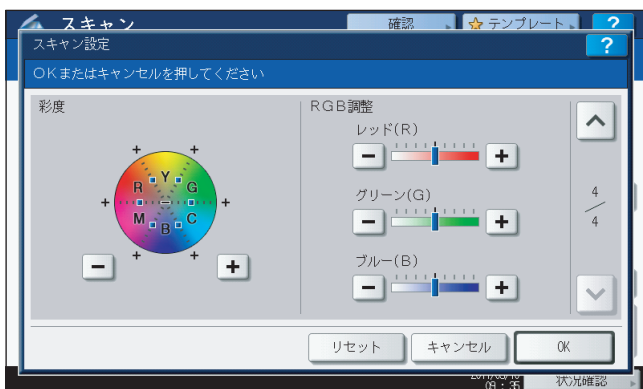 スキャン
確認
テンプレート
?
スキャン設定
?
OKまたはキャンセルを押してください
彩度
RGB調整
レッド(R)
グリーン(G)
ブルー(B)
R Y G
M B C
4
4
リセット
キャンセル
OK
09:35
状況確認